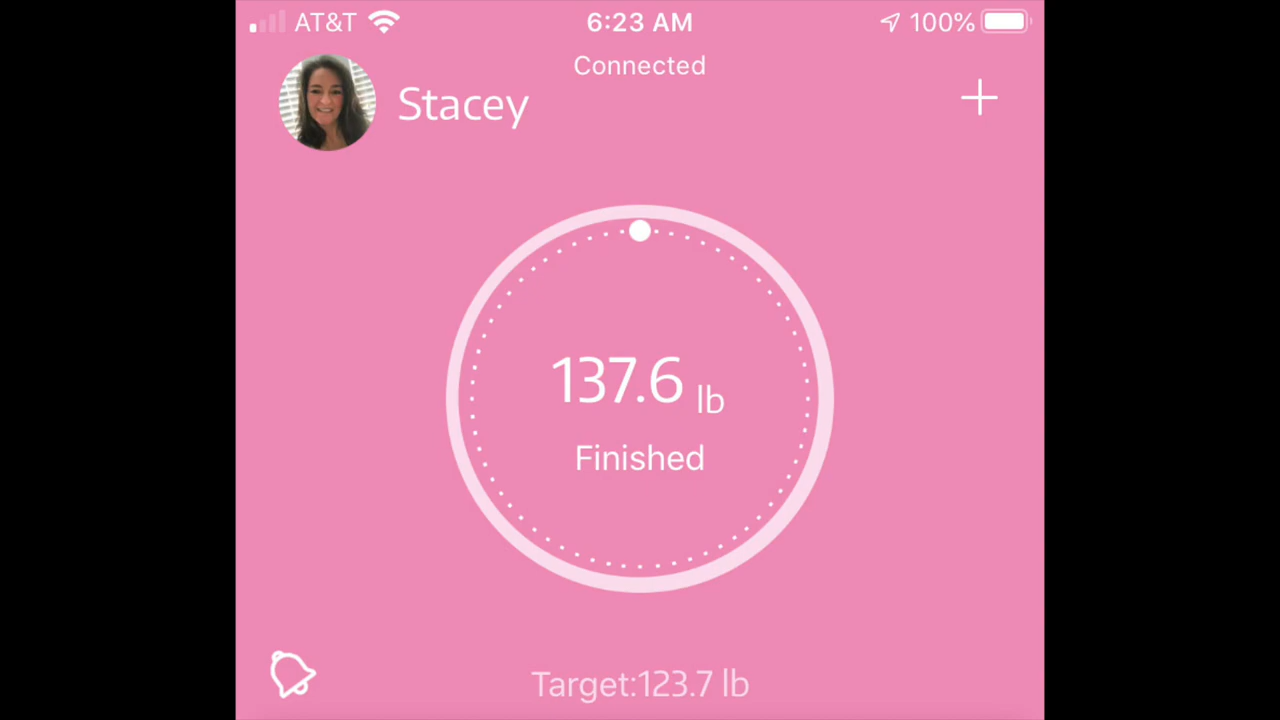 AT&T 6:23 AM 100%
Connected
Stacey
137.6 lb
Finished
Target:123.7 lb